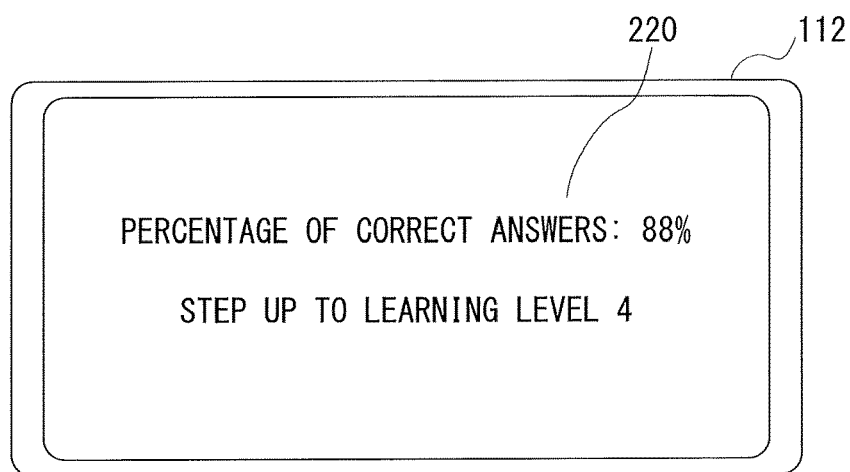 220 112
PERCENTAGE OF CORRECT ANSWERS: 88%
STEP UP TO LEARNING LEVEL 4